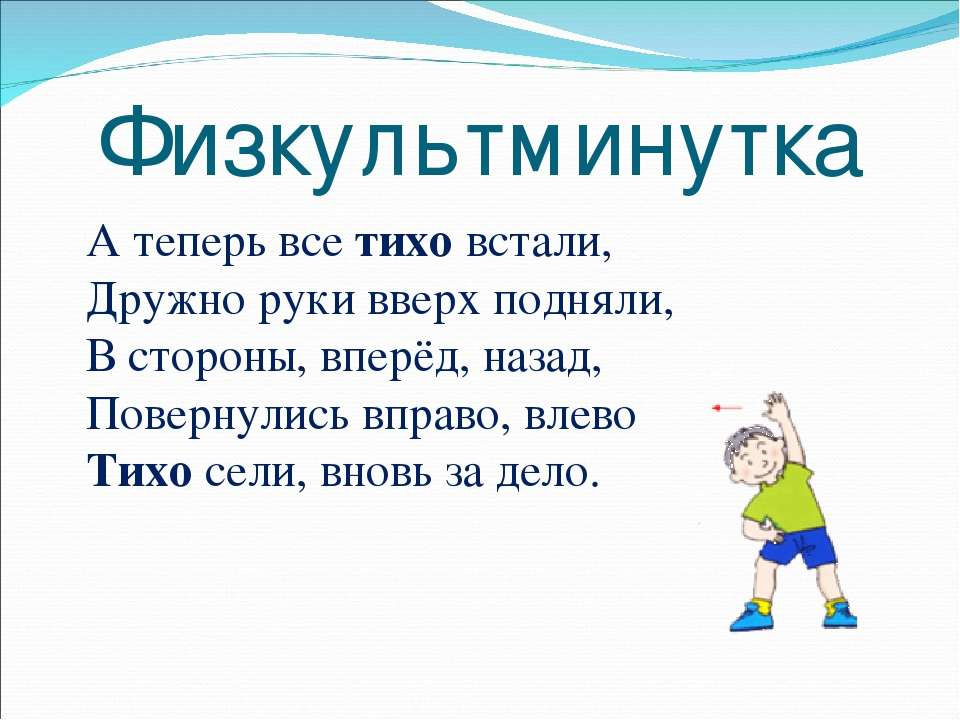 Физкультминутка
А теперь все тихо встали,
Дружно руки вверх подняли,
В стороны, вперёд, назад,
Повернулись вправо, влево
Тихо сели, вновь за дело.